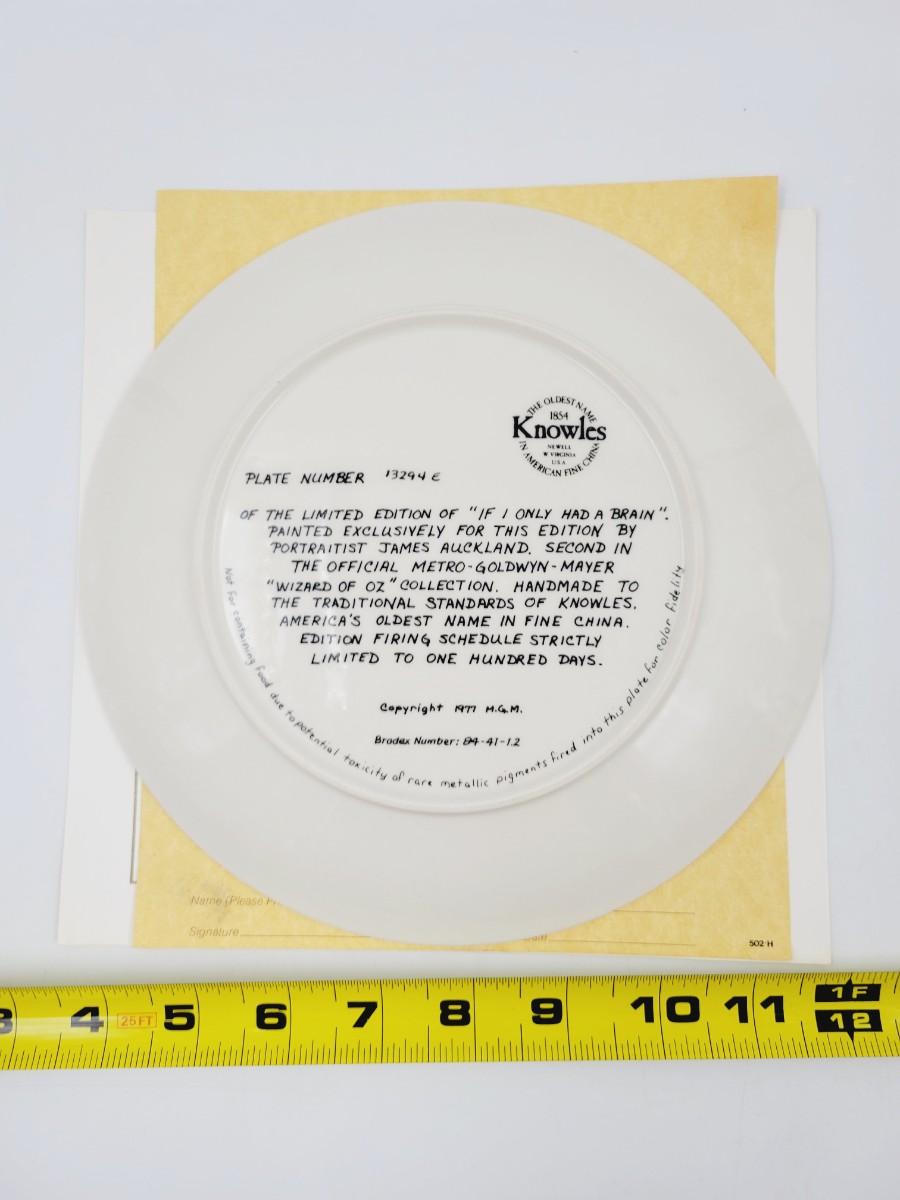 THE OLDEST NAME
1854
Knowles
NEWELL
W VIRGINIA
U.S.A
IN AMERICAN FINE CHINA
PLATE NUMBER 13294 E
OF THE LIMITED EDITION OF "IF I ONLY HAD A BRAIN".
PAINTED EXCLUSIVELY FOR THIS EDITION BY
PORTRAITIST JAMES AUCKLAND. SECOND IN
THE OFFICIAL METRO-GOLDWYN-MAYER
"WIZARD OF OZ" COLLECTION. HANDMADE TO
THE TRADITIONAL STANDARDS OF KNOWLES,
AMERICA'S OLDEST NAME IN FINE CHINA.
EDITION FIRING SCHEDULE STRICTLY
LIMITED TO ONE HUNDRED DAYS.
Copyright 1977 M.G.M.
Bradex Number: 84-41-1.2
Not for containing food due to potential toxicity of rare metallic pigments fired into this plate for color fidelity
Name (Please
Signature
502-H
3 4 25FT 5 6 7 8 9 10 11 1F
12